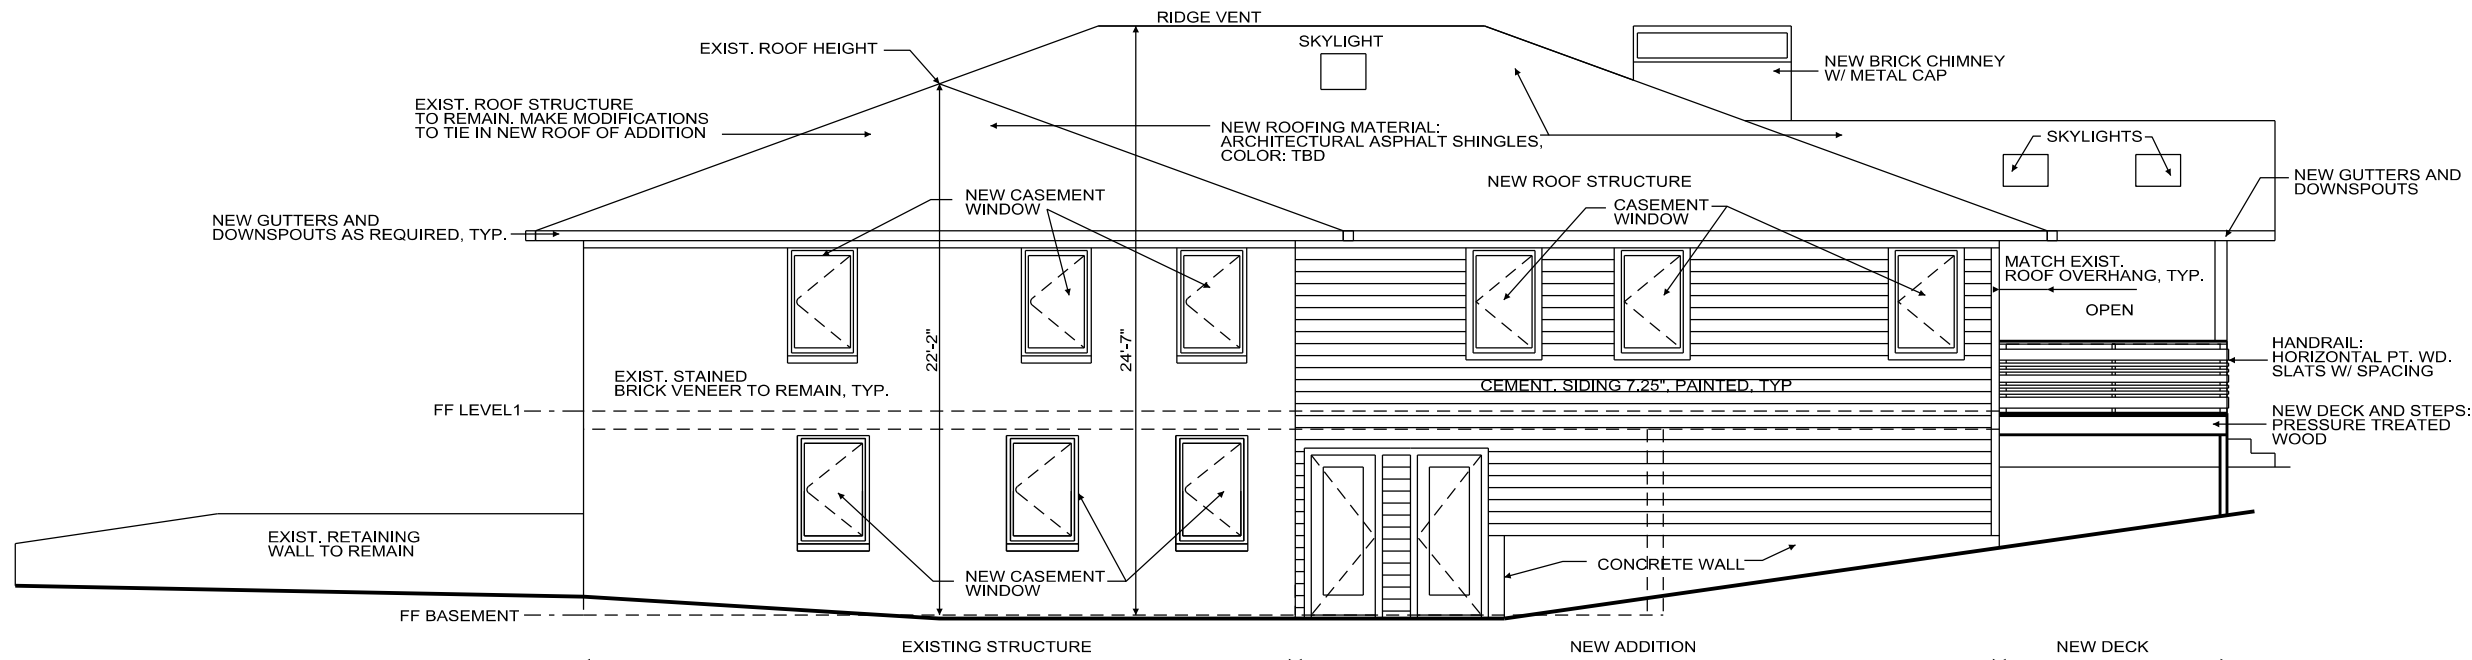 RIDGE VENT
EXIST. ROOF HEIGHT
SKYLIGHT
NEW BRICK CHIMNEY
W/ METAL CAP
EXIST. ROOF STRUCTURE
TO REMAIN. MAKE MODIFICATIONS
TO TIE IN NEW ROOF OF ADDITION
NEW ROOFING MATERIAL:
ARCHITECTURAL ASPHALT SHINGLES,
COLOR: TBD
SKYLIGHTS
NEW GUTTERS AND
DOWNSPOUTS
NEW CASEMENT
WINDOW
NEW ROOF STRUCTURE
CASEMENT
WINDOW
NEW GUTTERS AND
DOWNSPOUTS AS REQUIRED, TYP.
MATCH EXIST.
ROOF OVERHANG, TYP.
OPEN
22'-2"
24'-7"
HANDRAIL:
HORIZONTAL PT. WD.
SLATS W/ SPACING
EXIST. STAINED
BRICK VENEER TO REMAIN, TYP.
CEMENT. SIDING 7.25", PAINTED, TYP
FF LEVEL1
NEW DECK AND STEPS:
PRESSURE TREATED
WOOD
EXIST. RETAINING
WALL TO REMAIN
NEW CASEMENT
WINDOW
CONCRETE WALL
FF BASEMENT
EXISTING STRUCTURE
NEW ADDITION
NEW DECK